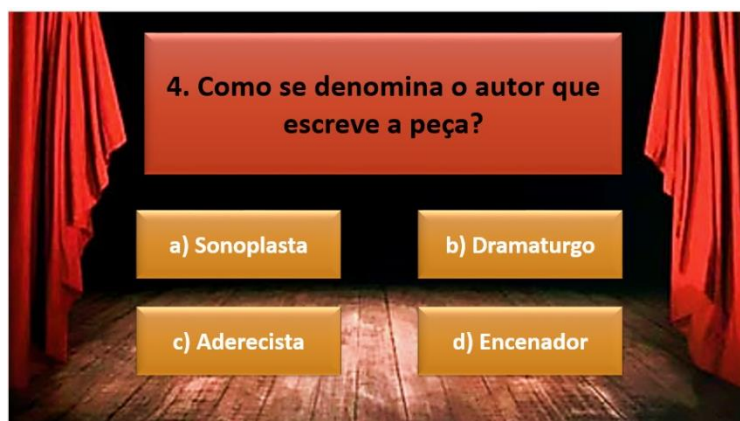 4. Como se denomina o autor que
escreve a peça?
a) Sonoplasta
b) Dramaturgo
c) Aderecista
d) Encenador